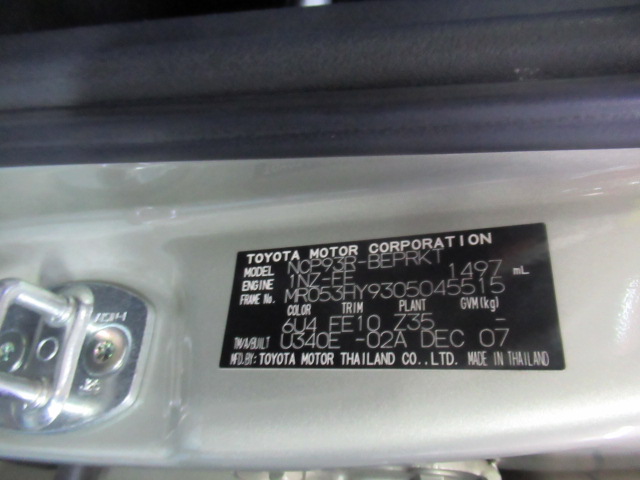 TOYOTA MOTOR CORPORATION
MODEL NCP93R-BEPRKT
ENGINE 1NZ-FE 1497 mL
FRAME No. MR053HY9305045515
COLOR TRIM PLANT GVM(kg)
6U4 EE10 Z35 -
TM/A/BUILT U340E -02A DEC 07
MFD.BY: TOYOTA MOTOR THAILAND CO.,LTD. MADE IN THAILAND